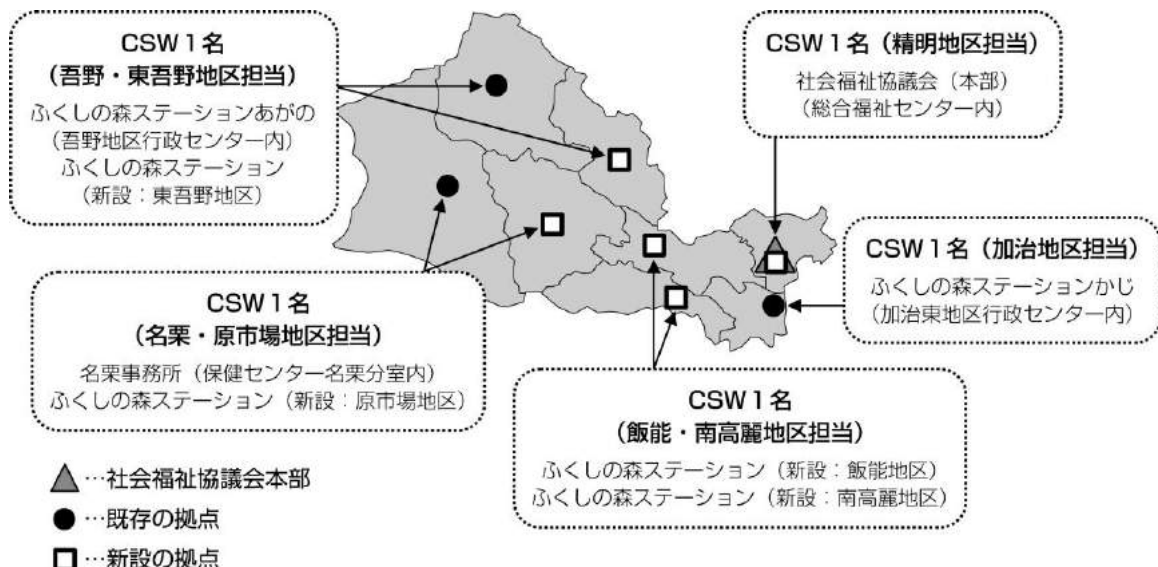 CSW１名
（吾野・東吾野地区担当）
ふくしの森ステーションあがの
（吾野地区行政センター内）
ふくしの森ステーション
（新設：東吾野地区）
CSW１名（精明地区担当）
社会福祉協議会（本部）
（総合福祉センター内）
CSW１名（加治地区担当）
ふくしの森ステーションかじ
（加治東地区行政センター内）
CSW１名
（名栗・原市場地区担当）
名栗事務所（保健センター名栗分室内）
ふくしの森ステーション（新設：原市場地区）
CSW１名
（飯能・南高麗地区担当）
ふくしの森ステーション（新設：飯能地区）
ふくしの森ステーション（新設：南高麗地区）
▲…社会福祉協議会本部
●…既存の拠点
□…新設の拠点